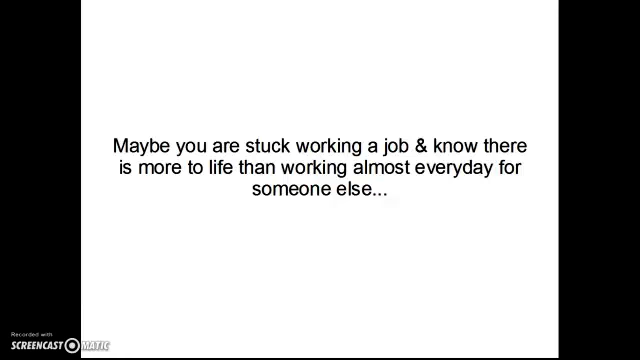 Maybe you are stuck working a job & know there
is more to life than working almost everyday for
someone else...
Recorded with
SCREENCAST MATIC